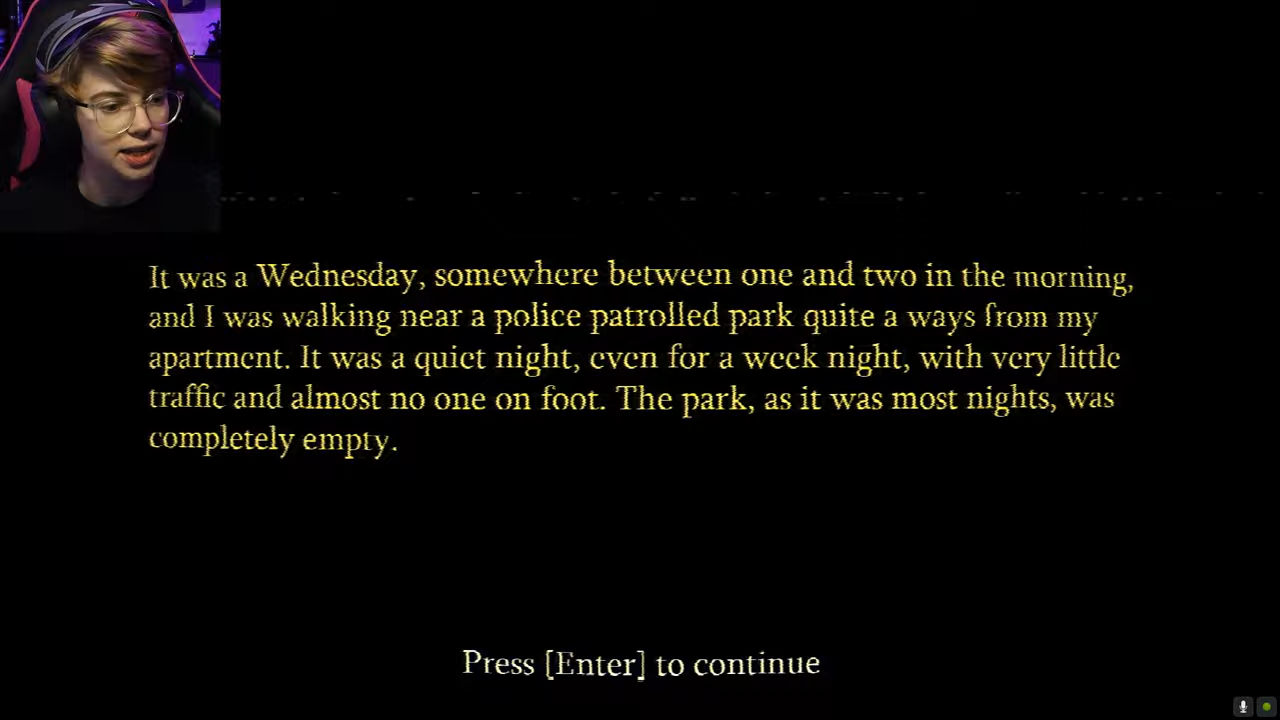 It was a Wednesday, somewhere between one and two in the morning,
and I was walking near a police patrolled park quite a ways from my
apartment. It was a quiet night, even for a week night, with very little
traffic and almost no one on foot. The park, as it was most nights, was
completely empty.
Press [Enter] to continue